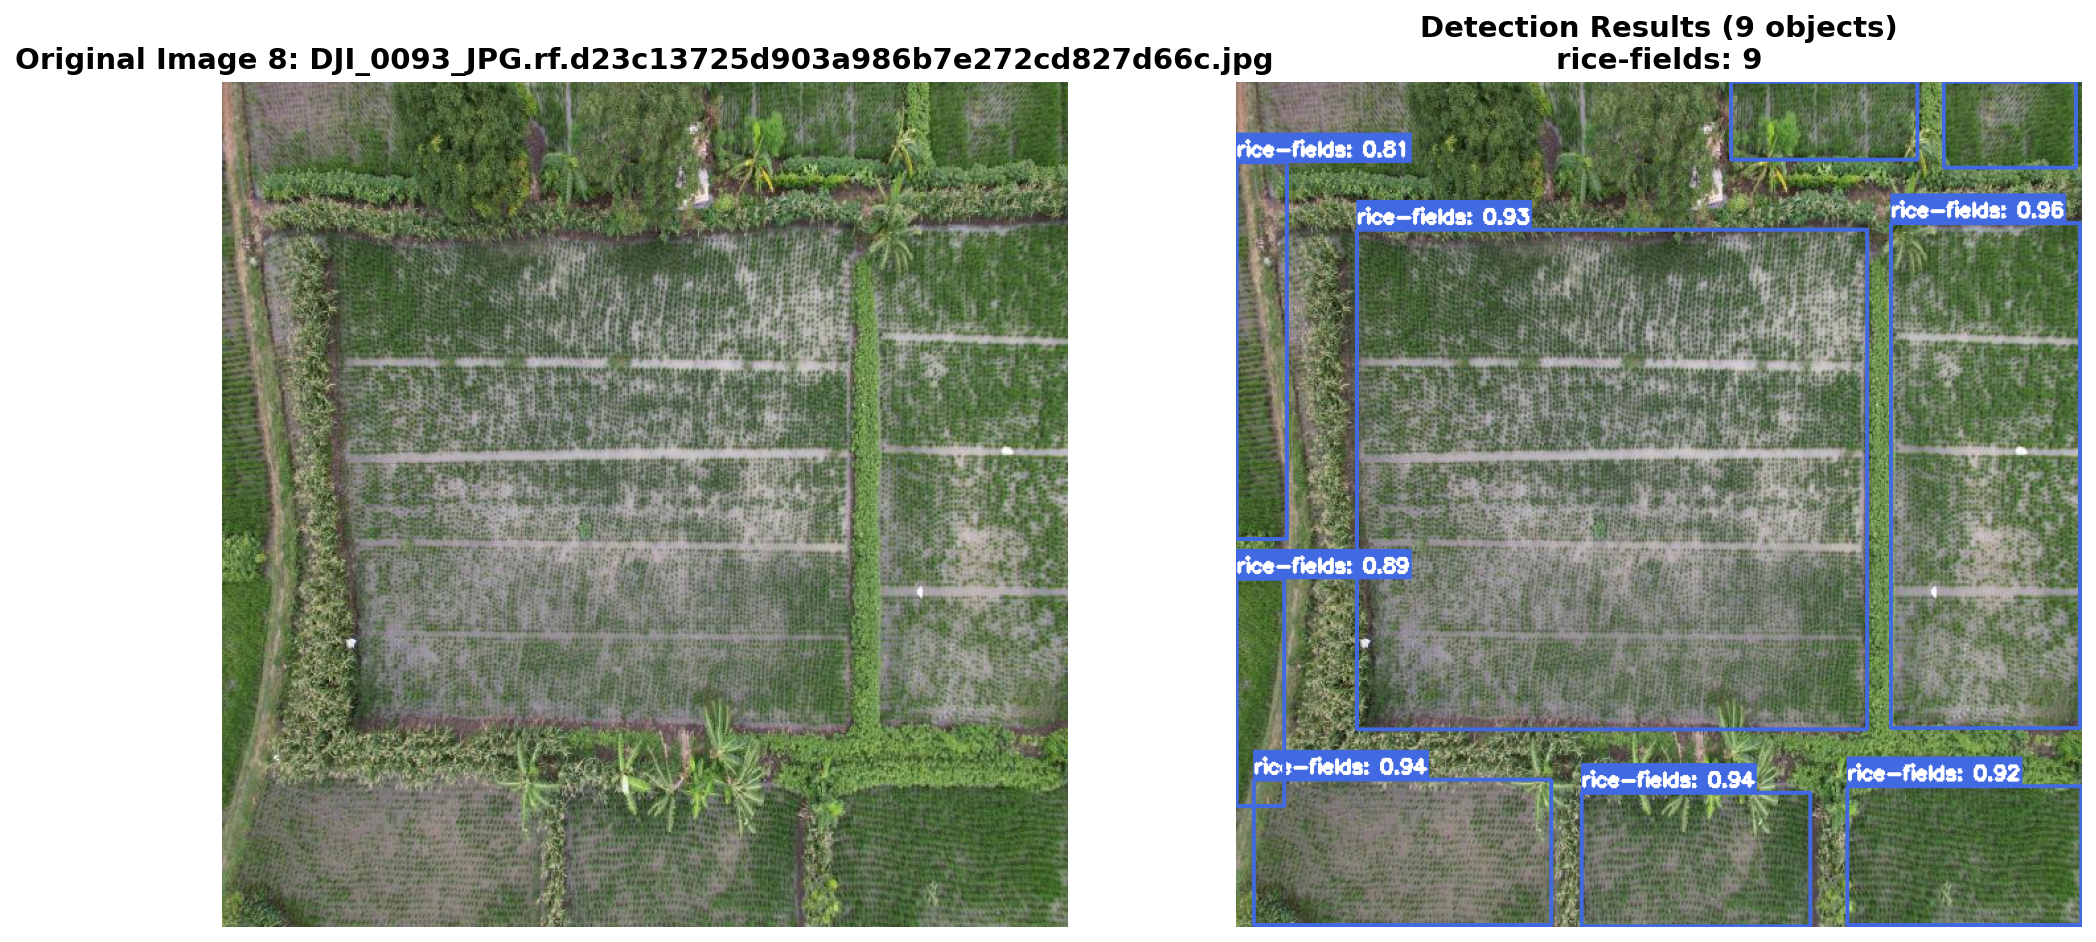 Original Image 8: DJI_0093_JPG.rf.d23c13725d903a986b7e272cd827d66c.jpg
Detection Results (9 objects)
rice-fields: 9
rice-fields: 0.81
rice-fields: 0.93
rice-fields: 0.96
rice-fields: 0.89
rice-fields: 0.94
rice-fields: 0.94
rice-fields: 0.92